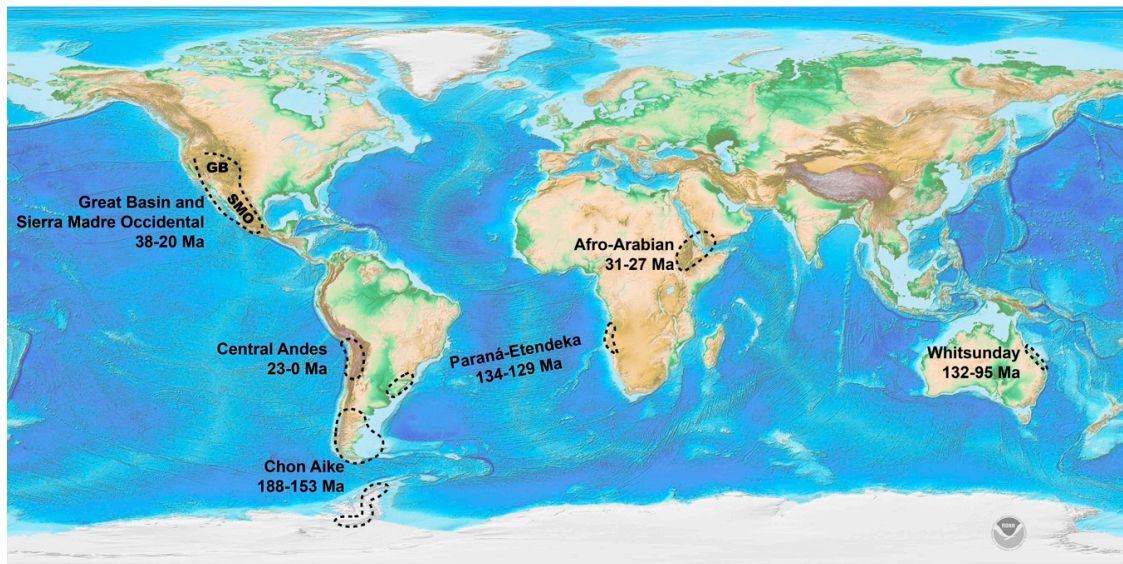 GB
SMO
Great Basin and
Sierra Madre Occidental
38-20 Ma
Afro-Arabian
31-27 Ma
Central Andes
23-0 Ma
Paraná-Etendeka
134-129 Ma
Whitsunday
132-95 Ma
Chon Aike
188-153 Ma
NOAA